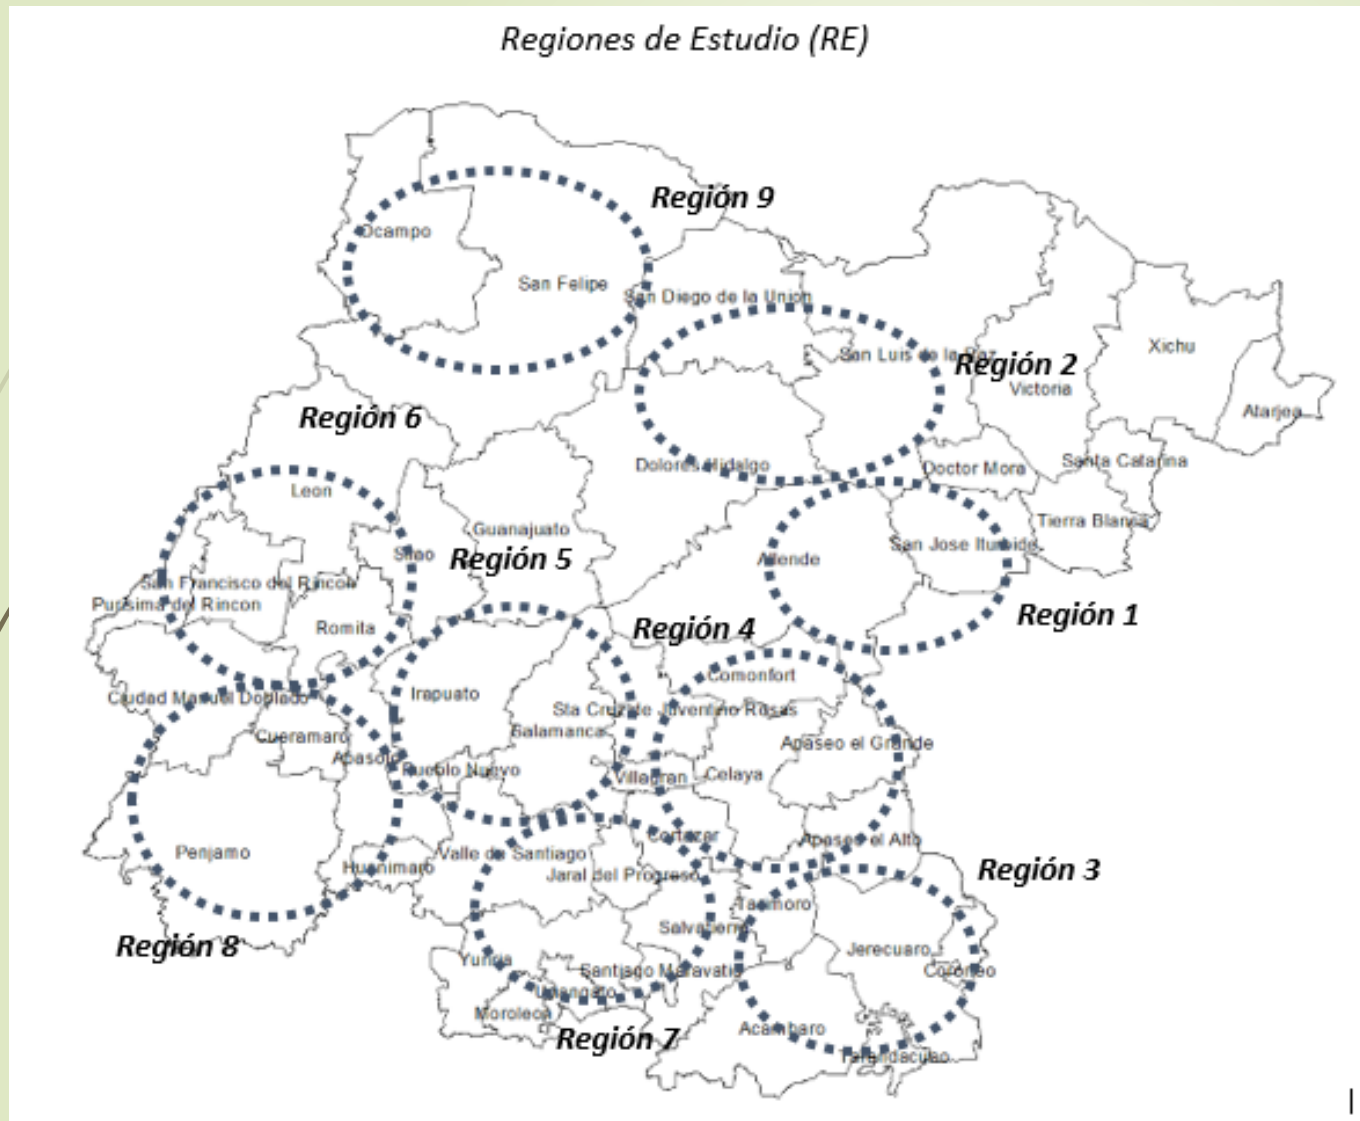 Regiones de Estudio (RE)
Región 9
Ocampo
San Felipe
San Diego de la Union
San Luis de la Paz
Región 2
Xichu
Victoria
Región 6
Atarjea
Dolores Hidalgo
Doctor Mora
Santa Catarina
Leon
Guanajuato
Tierra Blanca
Silao
Región 5
Allende
San Jose Iturbide
San Francisco del Rincon
Purisima del Rincon
Romita
Región 4
Región 1
Comonfort
Ciudad Manuel Doblado
Irapuato
Sta Cruz de Juventino Rosas
Cueramaro
Salamanca
Apaseo el Grande
Abasolo
Pueblo Nuevo
Villagran
Celaya
Cortazar
Apaseo el Alto
Penjamo
Huanimaro
Valle de Santiago
Jaral del Progreso
Región 3
Tarimoro
Salvatierra
Región 8
Jerecuaro
Yuriria
Santiago Maravatio
Coroneo
Uriangato
Moroleon
Región 7
Acambaro
Tarandacuao